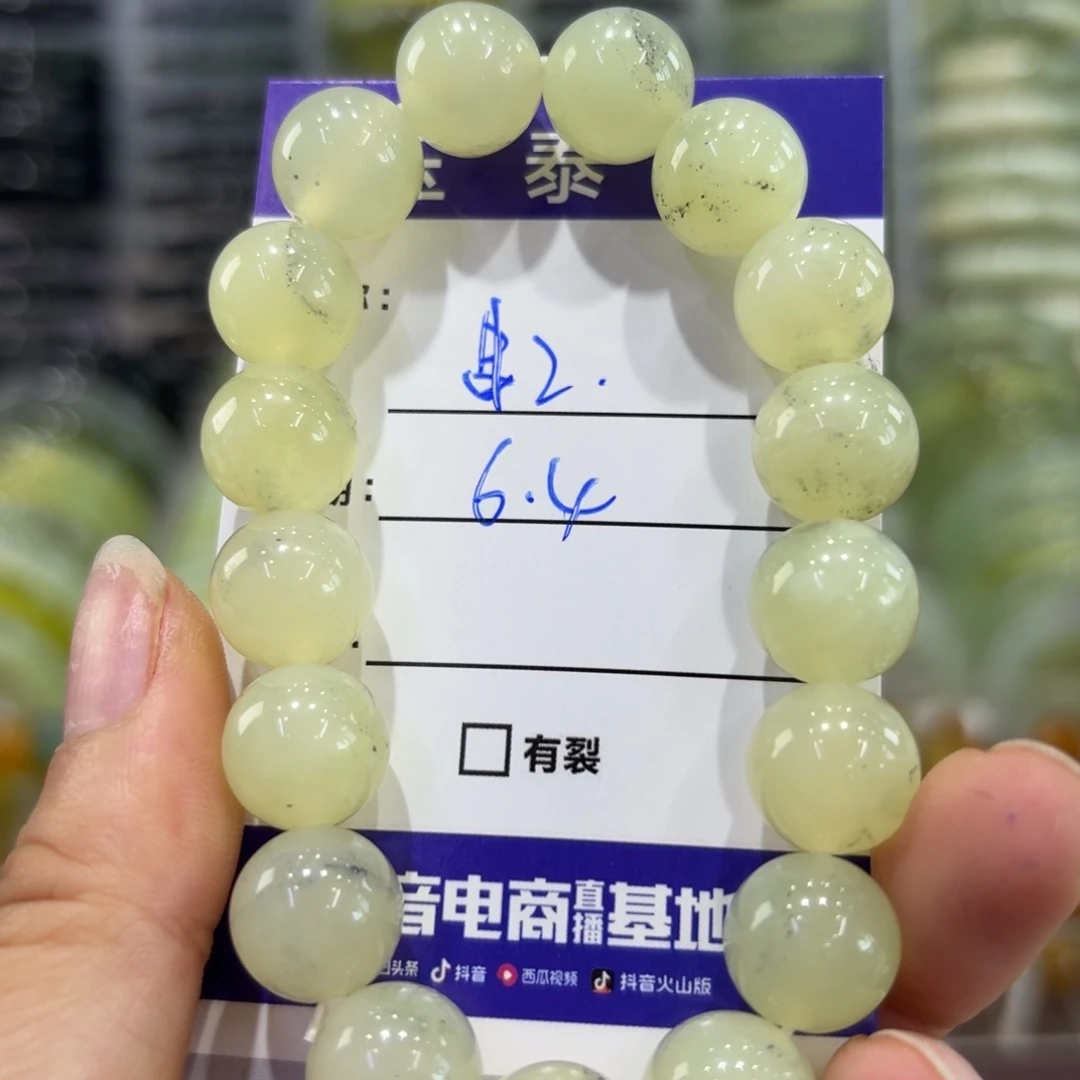 泰
2.
6.4
有裂
音电商直播基地
头条 抖音 西瓜视频 抖音火山版